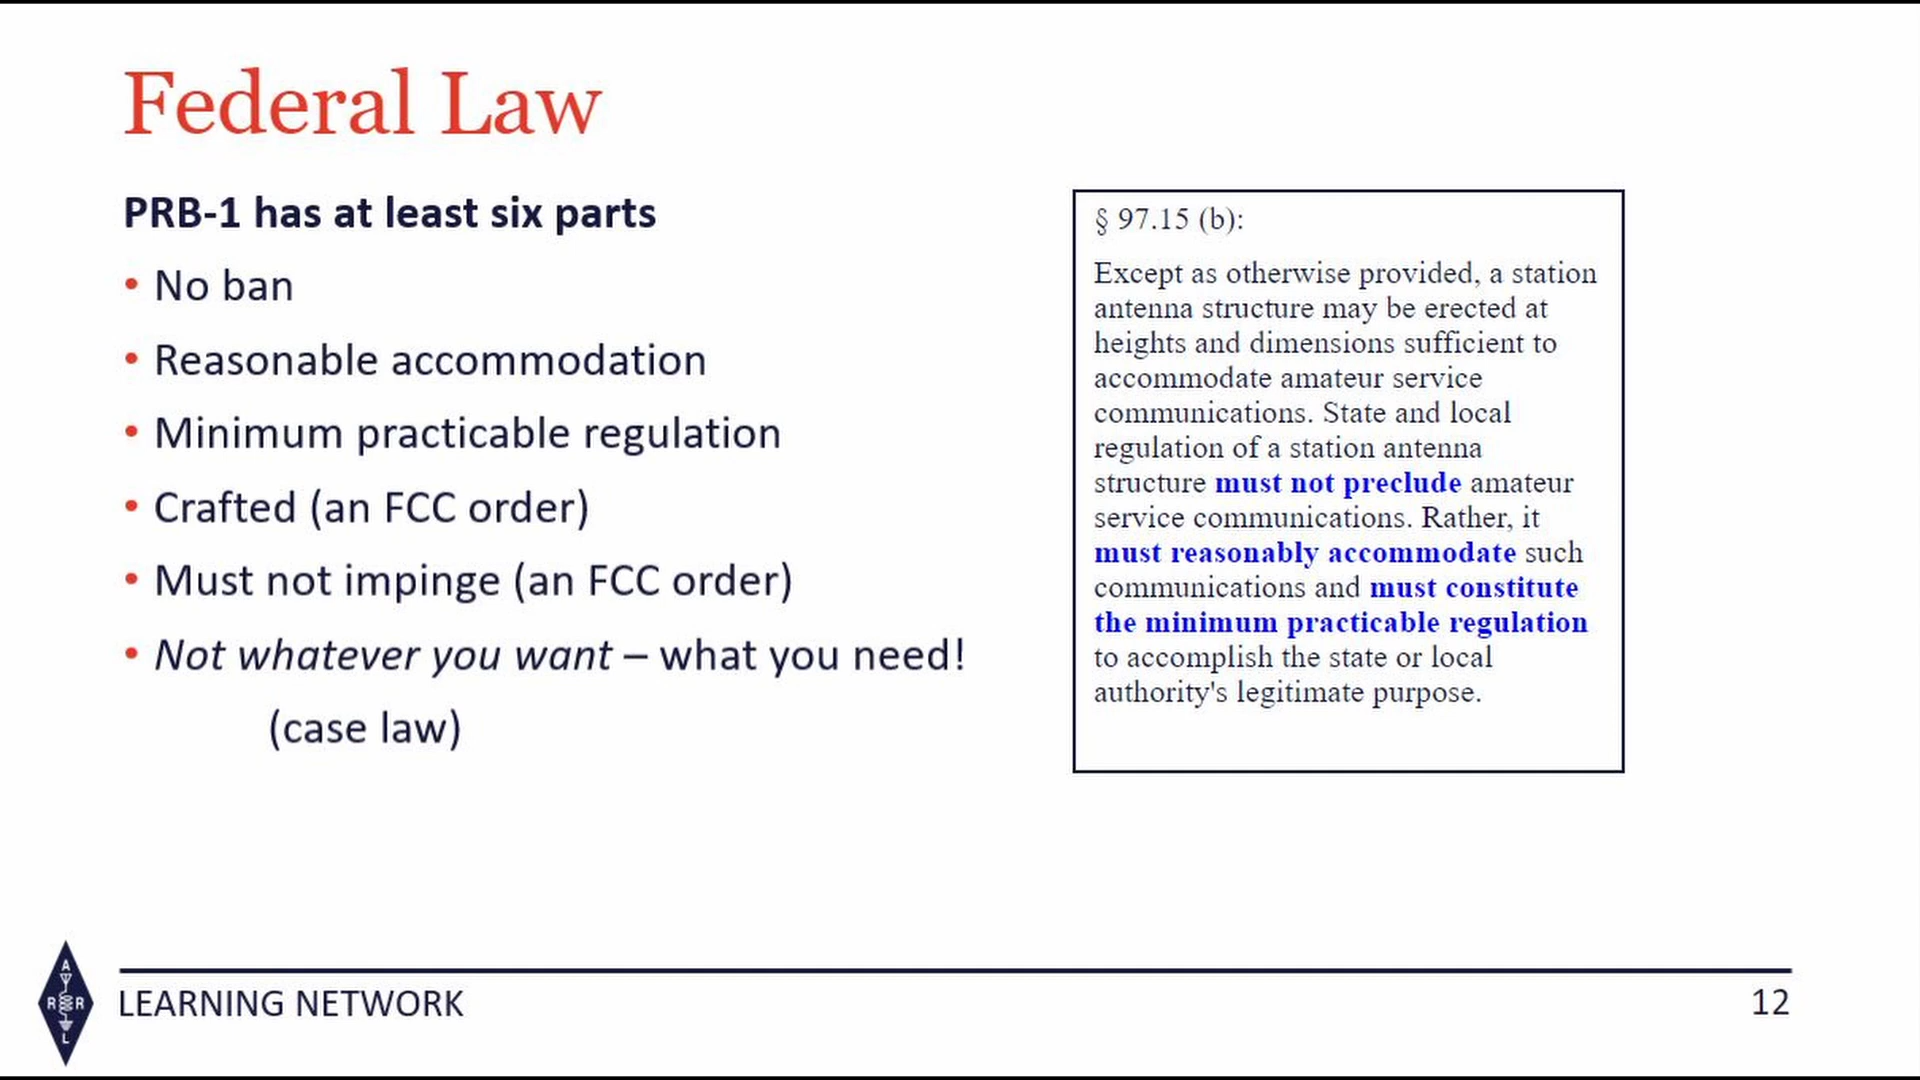 Federal Law
PRB-1 has at least six parts
• No ban
• Reasonable accommodation
• Minimum practicable regulation
• Crafted (an FCC order)
• Must not impinge (an FCC order)
• Not whatever you want – what you need!
(case law)
§ 97.15 (b):
Except as otherwise provided, a station
antenna structure may be erected at
heights and dimensions sufficient to
accommodate amateur service
communications. State and local
regulation of a station antenna
structure must not preclude amateur
service communications. Rather, it
must reasonably accommodate such
communications and must constitute
the minimum practicable regulation
to accomplish the state or local
authority's legitimate purpose.
A
R R
L
LEARNING NETWORK
12